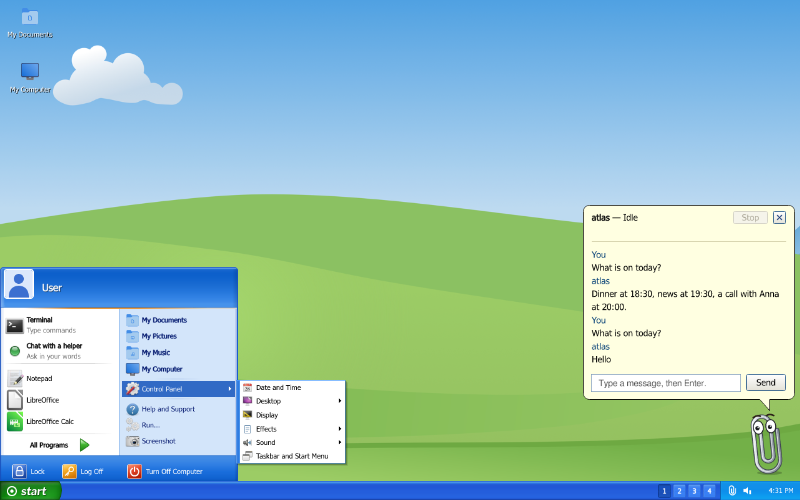 My Documents
My Computer
atlas — Idle
Stop
You
What is on today?
atlas
Dinner at 18:30, news at 19:30, a call with Anna
at 20:00.
You
What is on today?
atlas
Hello
Type a message, then Enter.
Send
User
Terminal
Type commands
Chat with a helper
Ask in your words
Notepad
LibreOffice
LibreOffice Calc
All Programs
My Documents
My Pictures
My Music
My Computer
Control Panel
Help and Support
Run...
Screenshot
Date and Time
Desktop
Display
Effects
Sound
Taskbar and Start Menu
Lock
Log Off
Turn Off Computer
start
1 2 3 4
4:31 PM